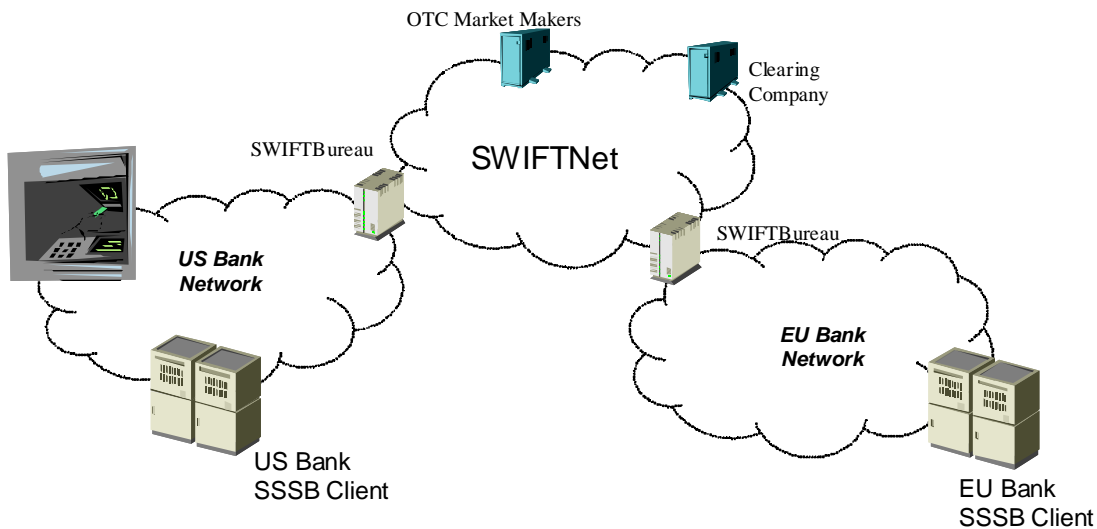 OTC Market Makers
Clearing
Company
SWIFTBureau
SWIFTNet
SWIFTBureau
US Bank
Network
EU Bank
Network
US Bank
SSSB Client
EU Bank
SSSB Client